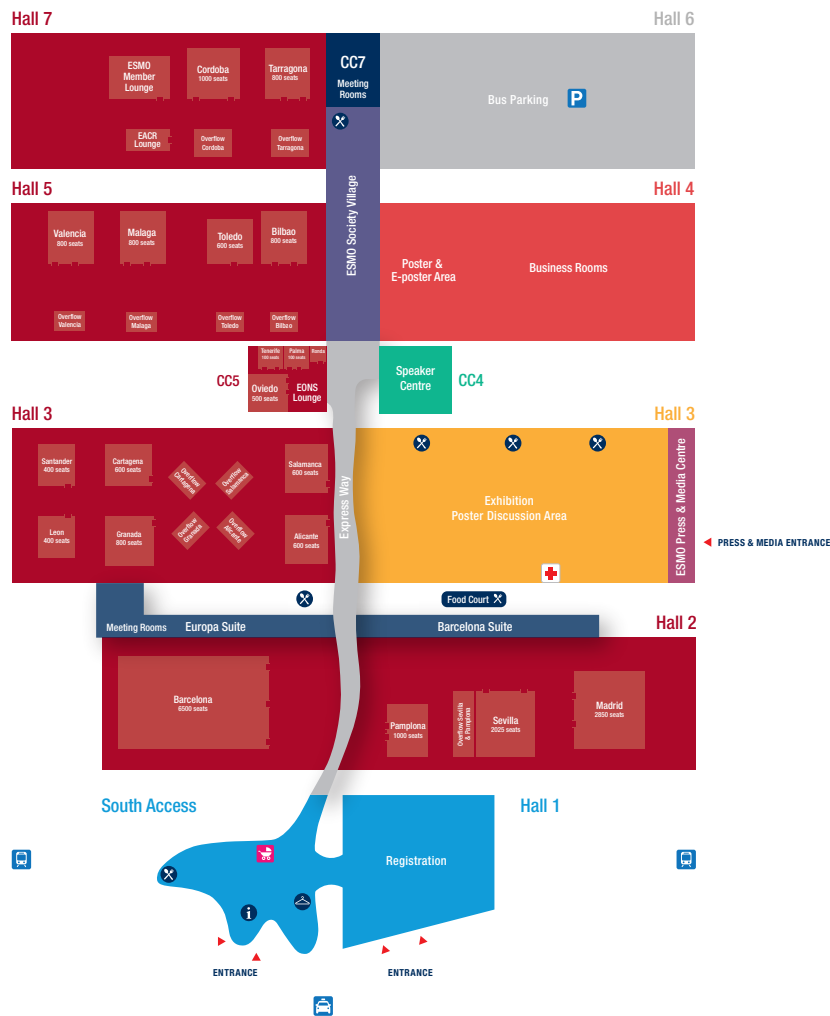 Hall 7
Hall 6
ESMO
Member
Lounge
Cordoba
1000 seats
Tarragona
800 seats
CC7
Meeting
Rooms
Bus Parking
P
EACR
Lounge
Overflow
Cordoba
Overflow
Tarragona
Hall 5
Hall 4
ESMO Society Village
Valencia
800 seats
Malaga
800 seats
Toledo
600 seats
Bilbao
800 seats
Poster &
E-poster Area
Business Rooms
Overflow
Valencia
Overflow
Malaga
Overflow
Toledo
Overflow
Bilbao
CC5
Tenerife
100 seats
Palma
100 seats
Ronda
Oviedo
500 seats
EONS
Lounge
Speaker
Centre
CC4
Hall 3
Hall 3
Santander
400 seats
Cartagena
600 seats
Overflow
Cartagena
Overflow
Salamanca
Salamanca
600 seats
Express Way
Exhibition
Poster Discussion Area
ESMO Press & Media Centre
PRESS & MEDIA ENTRANCE
Leon
400 seats
Granada
800 seats
Overflow
Granada
Overflow
Alicante
Alicante
600 seats
Food Court
Meeting Rooms
Europa Suite
Barcelona Suite
Hall 2
Barcelona
6500 seats
Pamplona
1000 seats
Overflow Sevilla
& Pamplona
Sevilla
2025 seats
Madrid
2850 seats
South Access
Hall 1
Registration
i
ENTRANCE
ENTRANCE